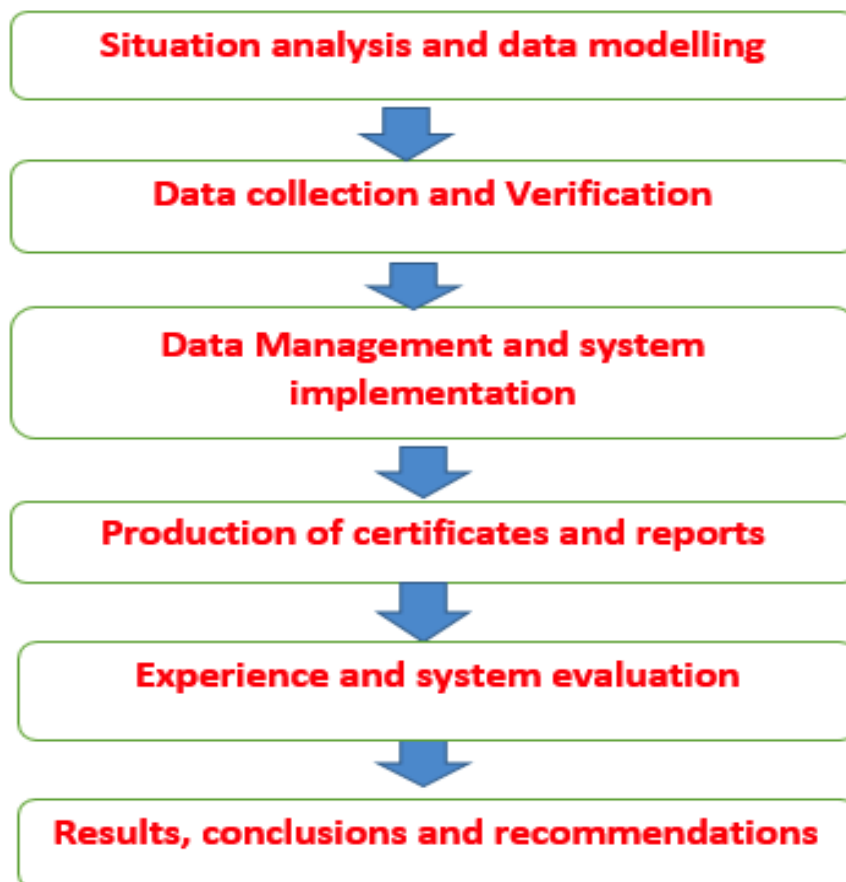 Situation analysis and data modelling
Data collection and Verification
Data Management and system
implementation
Production of certificates and reports
Experience and system evaluation
Results, conclusions and recommendations